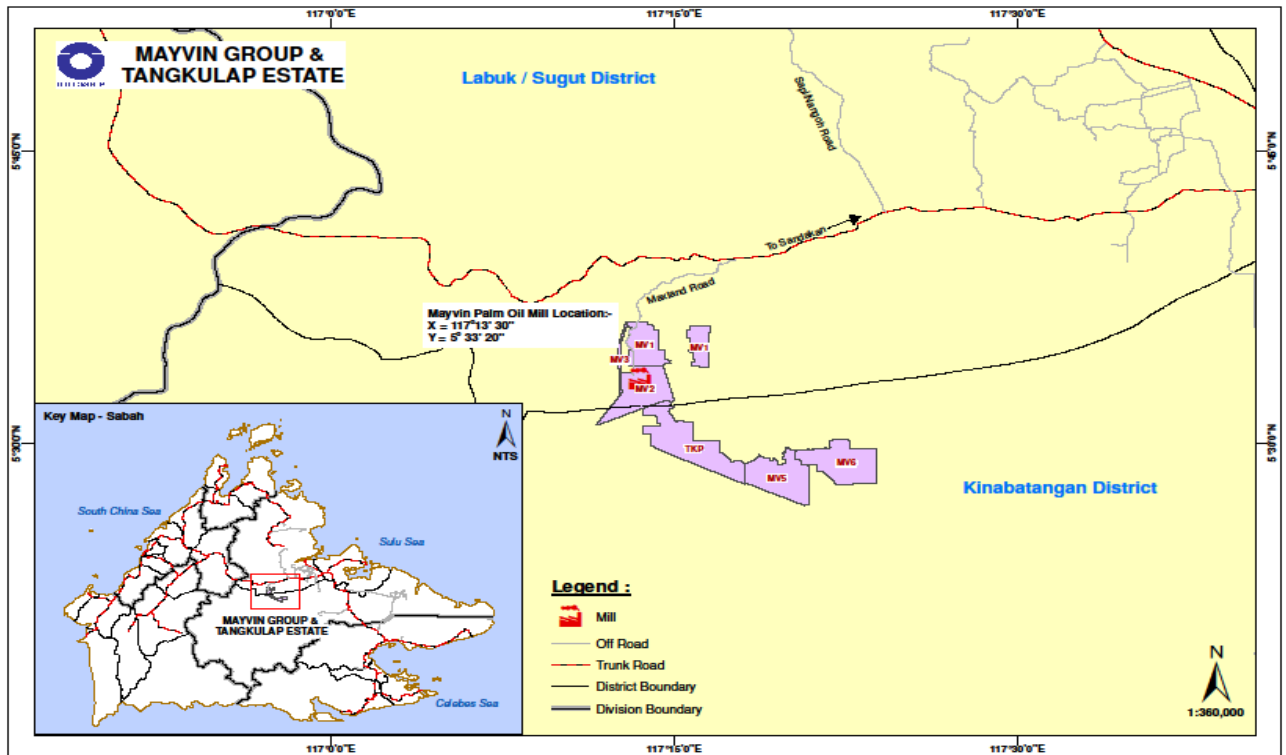 117°0'0"E
117°15'0"E
117°30'0"E
MAYVIN GROUP &
TANGKULAP ESTATE
Labuk / Sugut District
Sapi Nangoh Road
5°45'0"N
5°45'0"N
To Sandakan
Maxland Road
Mayvin Palm Oil Mill Location:-
X = 117°13' 30"
Y = 5° 33' 20"
MV1
MV1
MV3
MV2
5°30'0"N
5°30'0"N
TKP
MV5
MV6
Kinabatangan District
Key Map - Sabah
N
NTS
South China Sea
Sulu Sea
MAYVIN GROUP &
TANGKULAP ESTATE
Celebes Sea
Legend :
Mill
Off Road
Trunk Road
District Boundary
Division Boundary
N
1:360,000
117°0'0"E
117°15'0"E
117°30'0"E